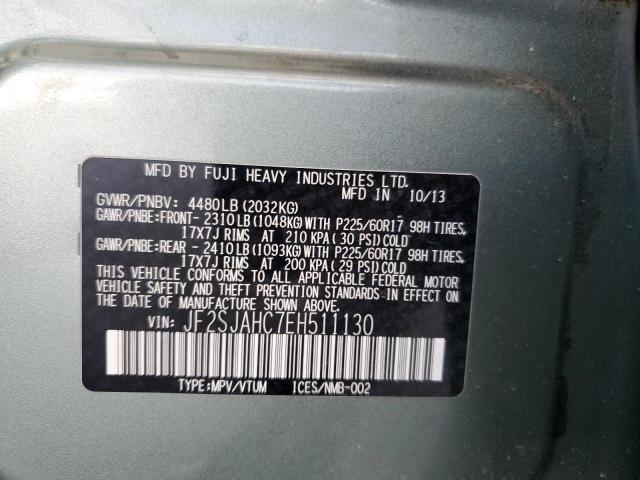 MFD BY FUJI HEAVY INDUSTRIES LTD.
MFD IN 10/13
GVWR/PNBV: 4480LB(2032KG)
GAWR/PNBE:FRONT- 2310LB(1048KG)WITH P225/60R17 98H TIRES,
17X7J RIMS AT 210 KPA(30 PSI)COLD
GAWR/PNBE:REAR - 2410LB(1093KG)WITH P225/60R17 98H TIRES,
17X7J RIMS AT 200 KPA(29 PSI)COLD
THIS VEHICLE CONFORMS TO ALL APPLICABLE FEDERAL MOTOR
VEHICLE SAFETY AND THEFT PREVENTION STANDARDS IN EFFECT ON
THE DATE OF MANUFACTURE SHOWN ABOVE.
VIN: JF2SJAHC7EH511130
TYPE:MPV/VTUM ICES/NMB-002